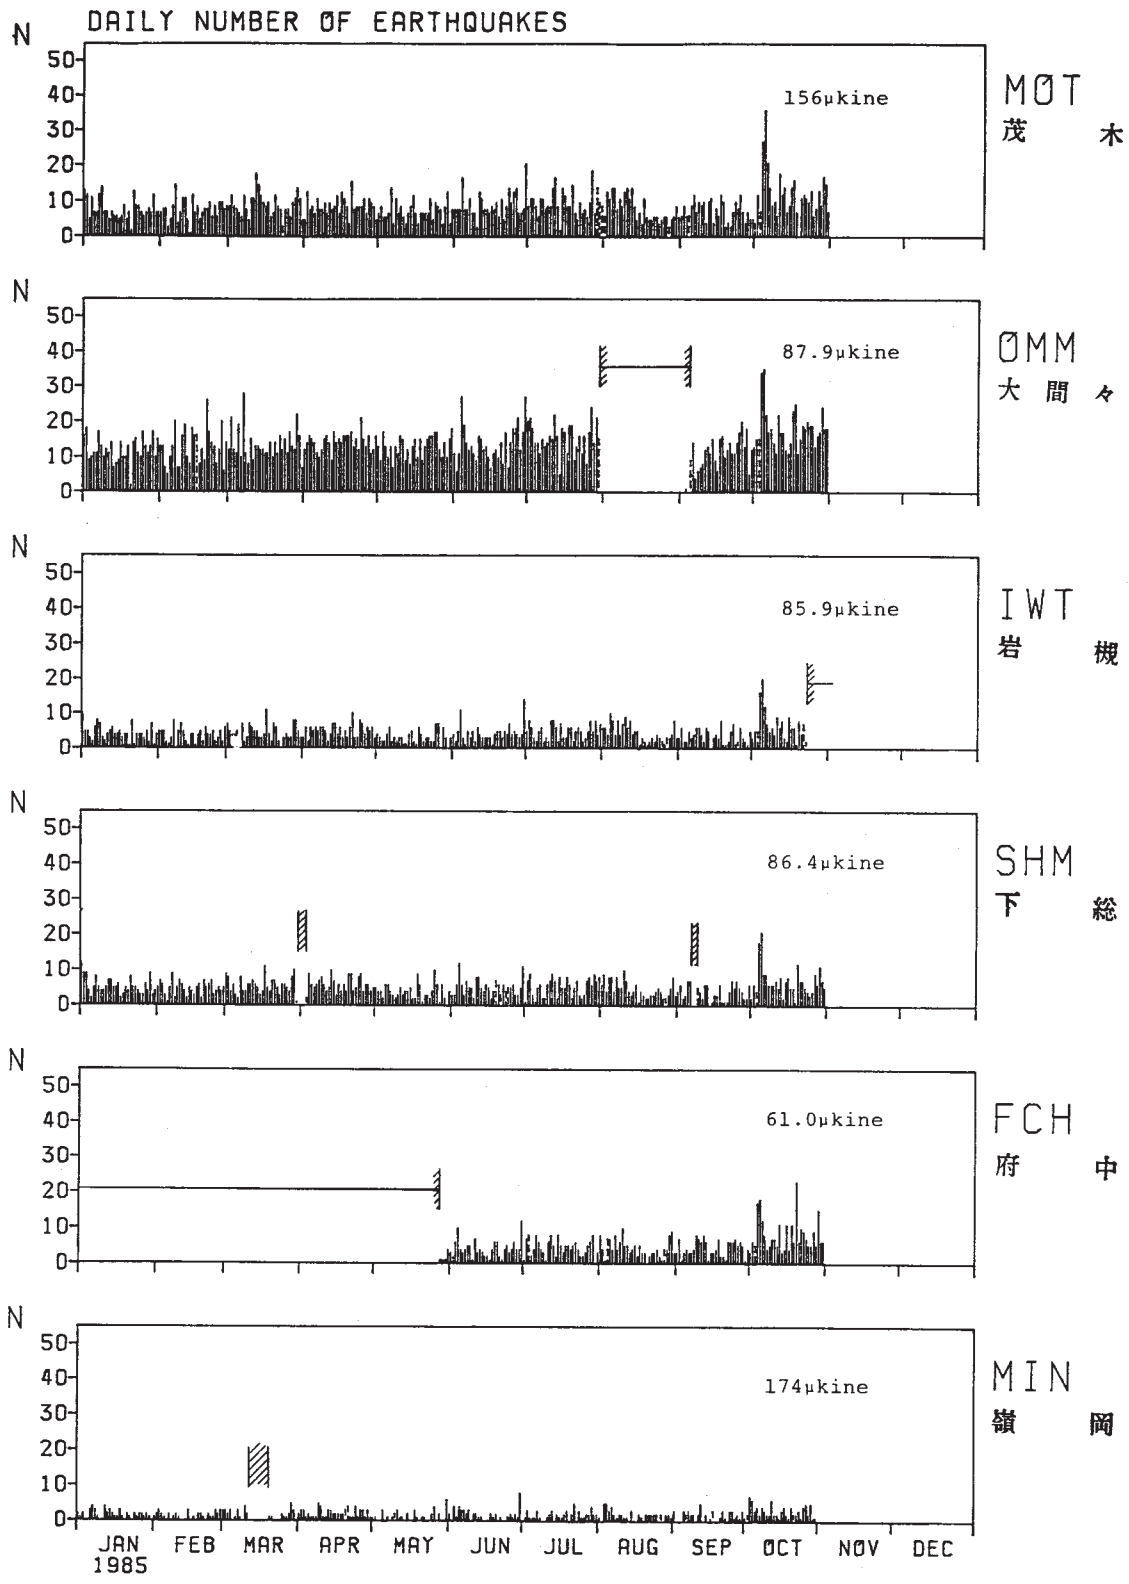 DAILY NUMBER OF EARTHQUAKES
N
50
40
30
20
10
0
156μkine
MOT
茂木
N
50
40
30
20
10
0
87.9μkine
OMM
大間々
N
50
40
30
20
10
0
85.9μkine
IWT
岩槻
N
50
40
30
20
10
0
86.4μkine
SHM
下総
N
50
40
30
20
10
0
61.0μkine
FCH
府中
N
50
40
30
20
10
0
174μkine
MIN
嶺岡
JAN FEB MAR APR MAY JUN JUL AUG SEP OCT NOV DEC
1985